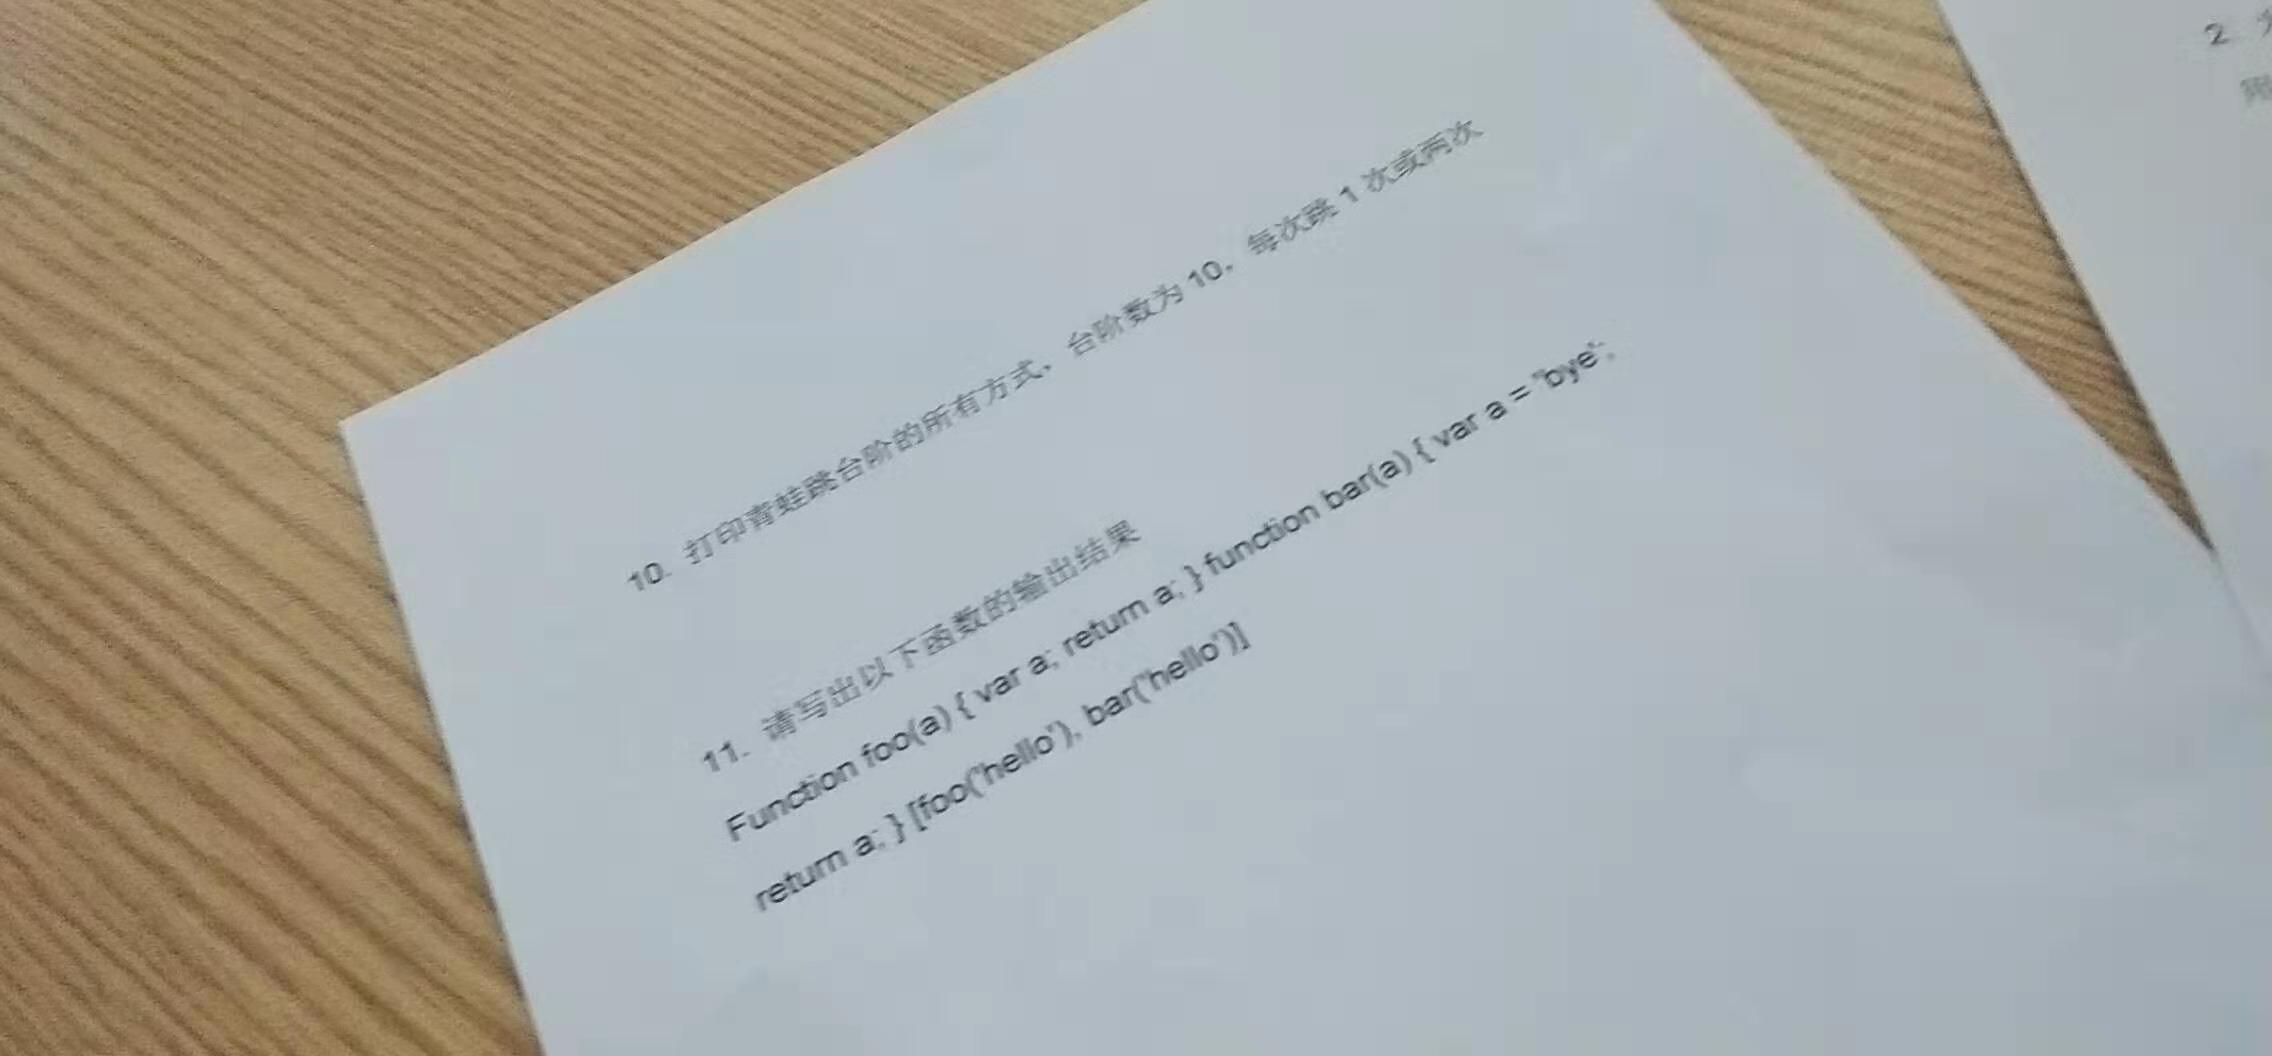 10. 打印青蛙跳台阶的所有方式，台阶数为 10，每次跳 1 次或两次
11. 请写出以下函数的输出结果
Function foo(a) { var a; return a; } function bar(a) { var a = 'bye';
return a; } [foo('hello'), bar('hello')]
2